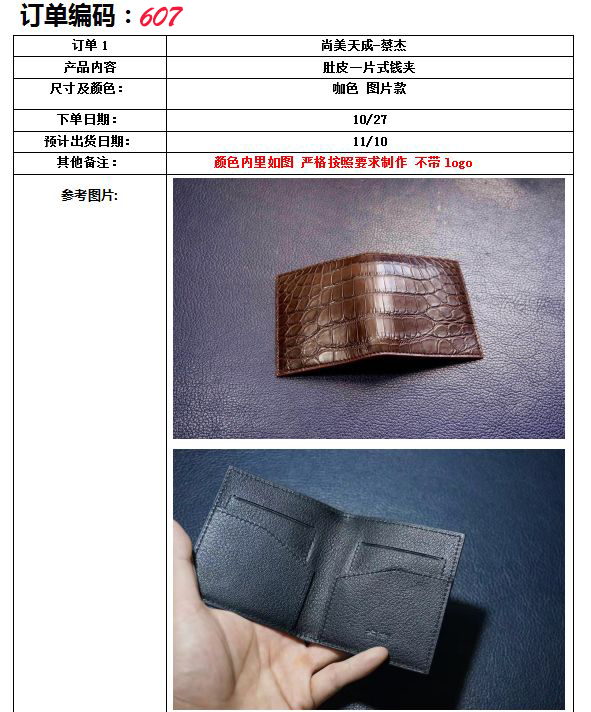 订单编码：607
订单 1 尚美天成-蔡杰
产品内容 肚皮一片式钱夹
尺寸及颜色： 咖色 图片款
下单日期： 10/27
预计出货日期： 11/10
其他备注： 颜色内里如图 严格按照要求制作 不带 logo
参考图片: